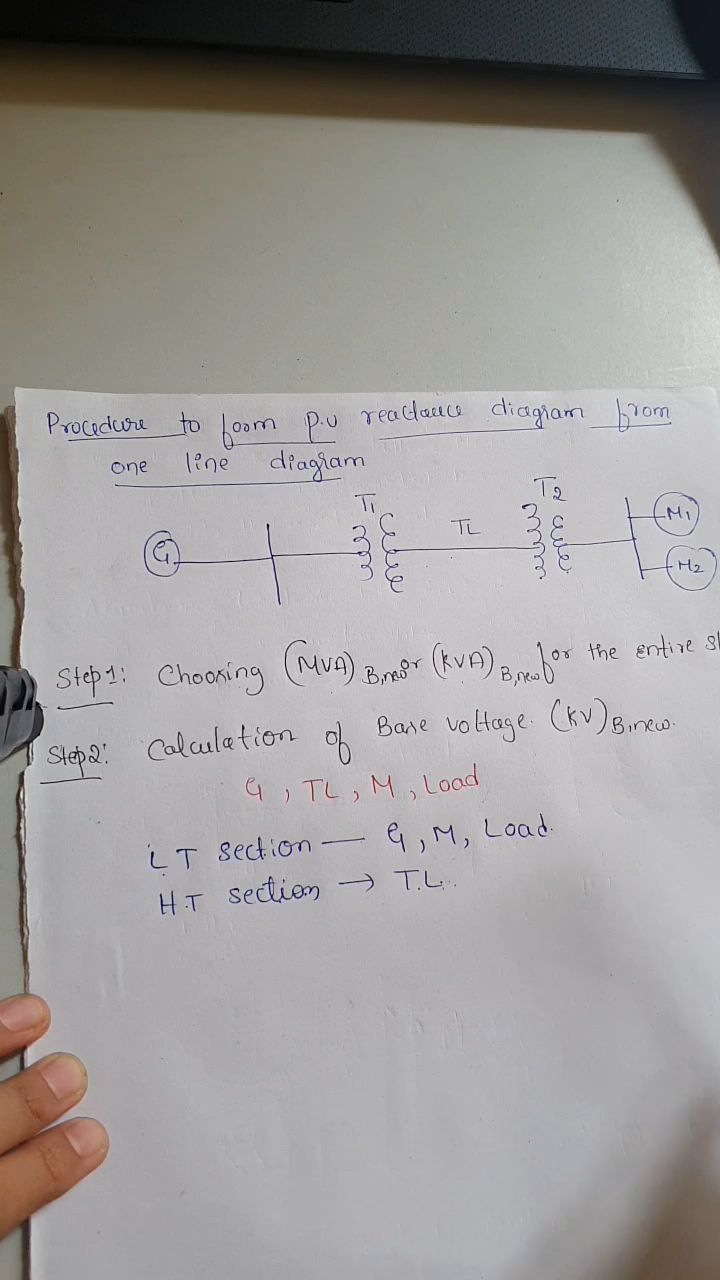 Procedure to form p.u reactance diagram from
one line diagram
T1
T2
G
TL
M1
M2
Step 1: Choosing (MVA) B,new or (KVA) B,new for the entire
Step 2: Calculation of Base voltage. (KV) B,new.
G, TL, M, Load
LT section — G, M, Load.
H.T section → T.L.